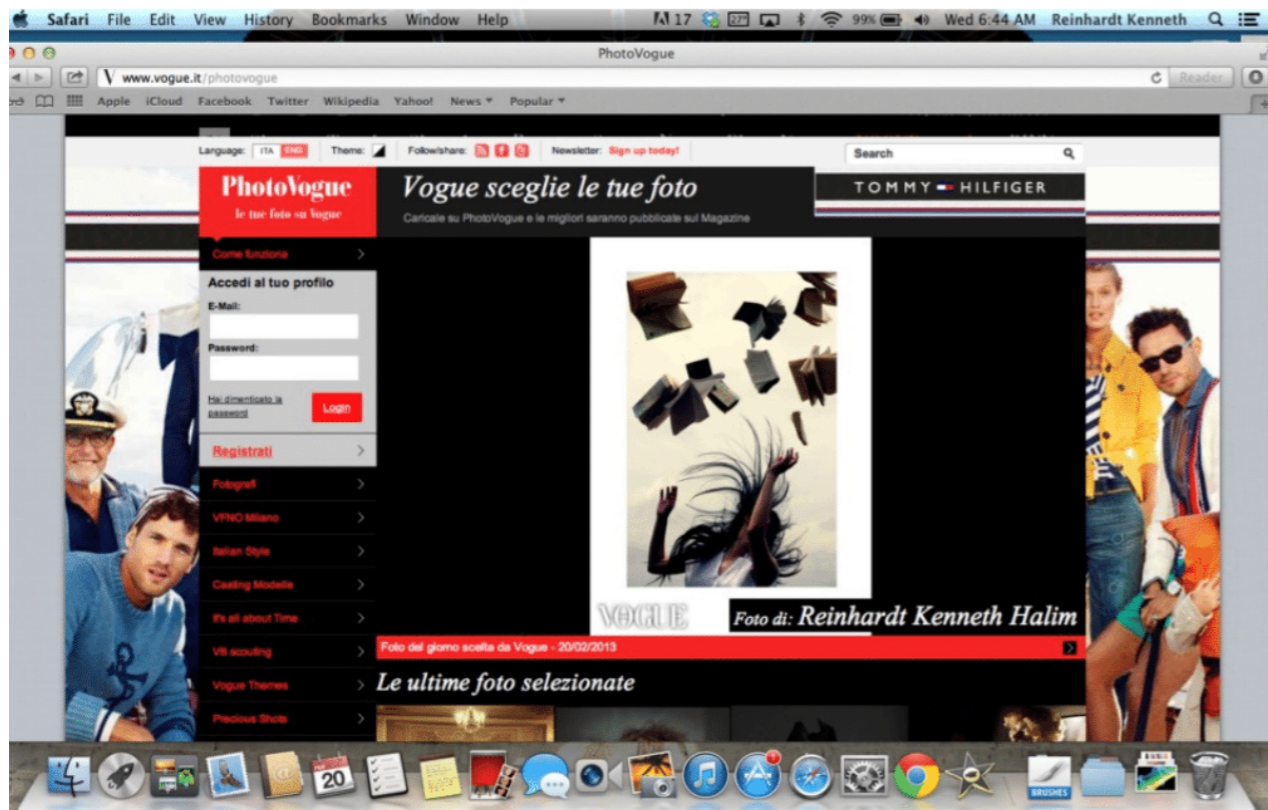 Safari File Edit View History Bookmarks Window Help 17 99% Wed 6:44 AM Reinhardt Kenneth
PhotoVogue
V www.vogue.it/photovogue Reader
Apple iCloud Facebook Twitter Wikipedia Yahoo! News Popular
Language: ITA ENG Theme: Follow/share: Newsletter: Sign up today! Search
PhotoVogue
le tue foto su Vogue
Vogue sceglie le tue foto
Caricale su PhotoVogue e le migliori saranno pubblicate sul Magazine
TOMMY HILFIGER
Come funziona
Accedi al tuo profilo
E-Mail:
Password:
Hai dimenticato la
password
Login
Registrati
Fotografi
VFNO Milano
Italian Style
Casting Modelle
It's all about Time
VB scouting
Vogue Themes
Precious Shots
VOGUE
Foto di: Reinhardt Kenneth Halim
Foto del giorno scelta da Vogue - 20/02/2013
Le ultime foto selezionate
20
BRUSHES